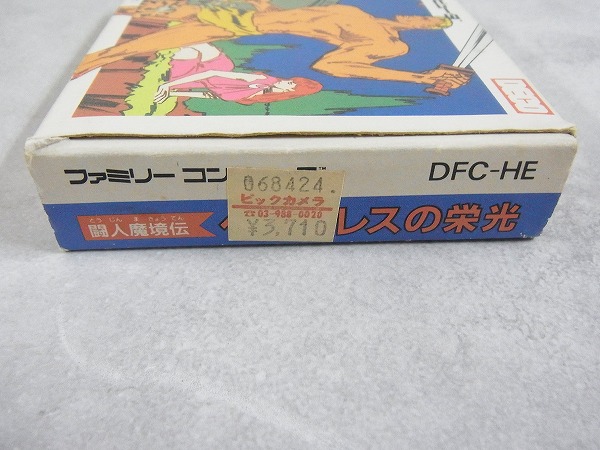 DECO
ファミリー コン
TM
DFC-HE
068424.
ビックカメラ
☎ 03-988-0020
¥3,710
とうじんまきょうでん
闘人魔境伝
レスの栄光